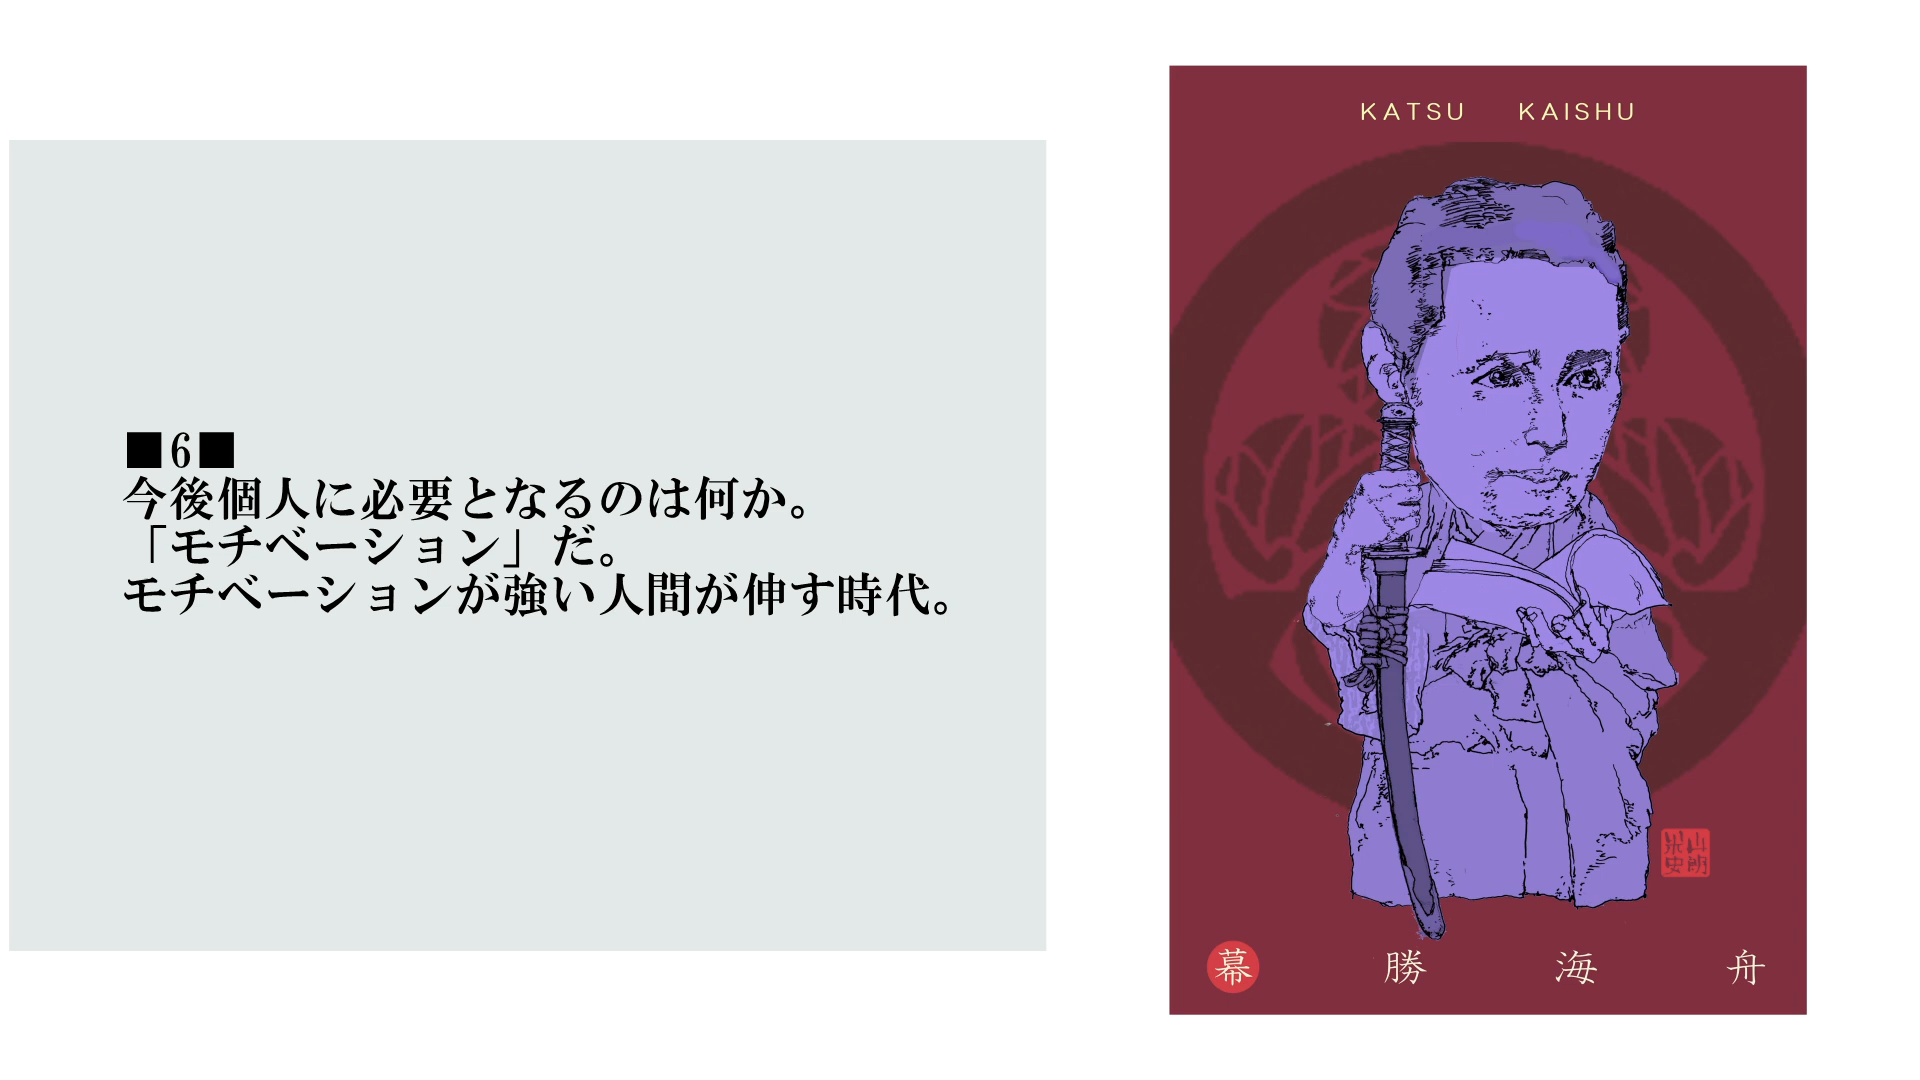 ■6■
今後個人に必要となるのは何か。
「モチベーション」だ。
モチベーションが強い人間が伸す時代。
KATSU KAISHU
幕 勝 海 舟